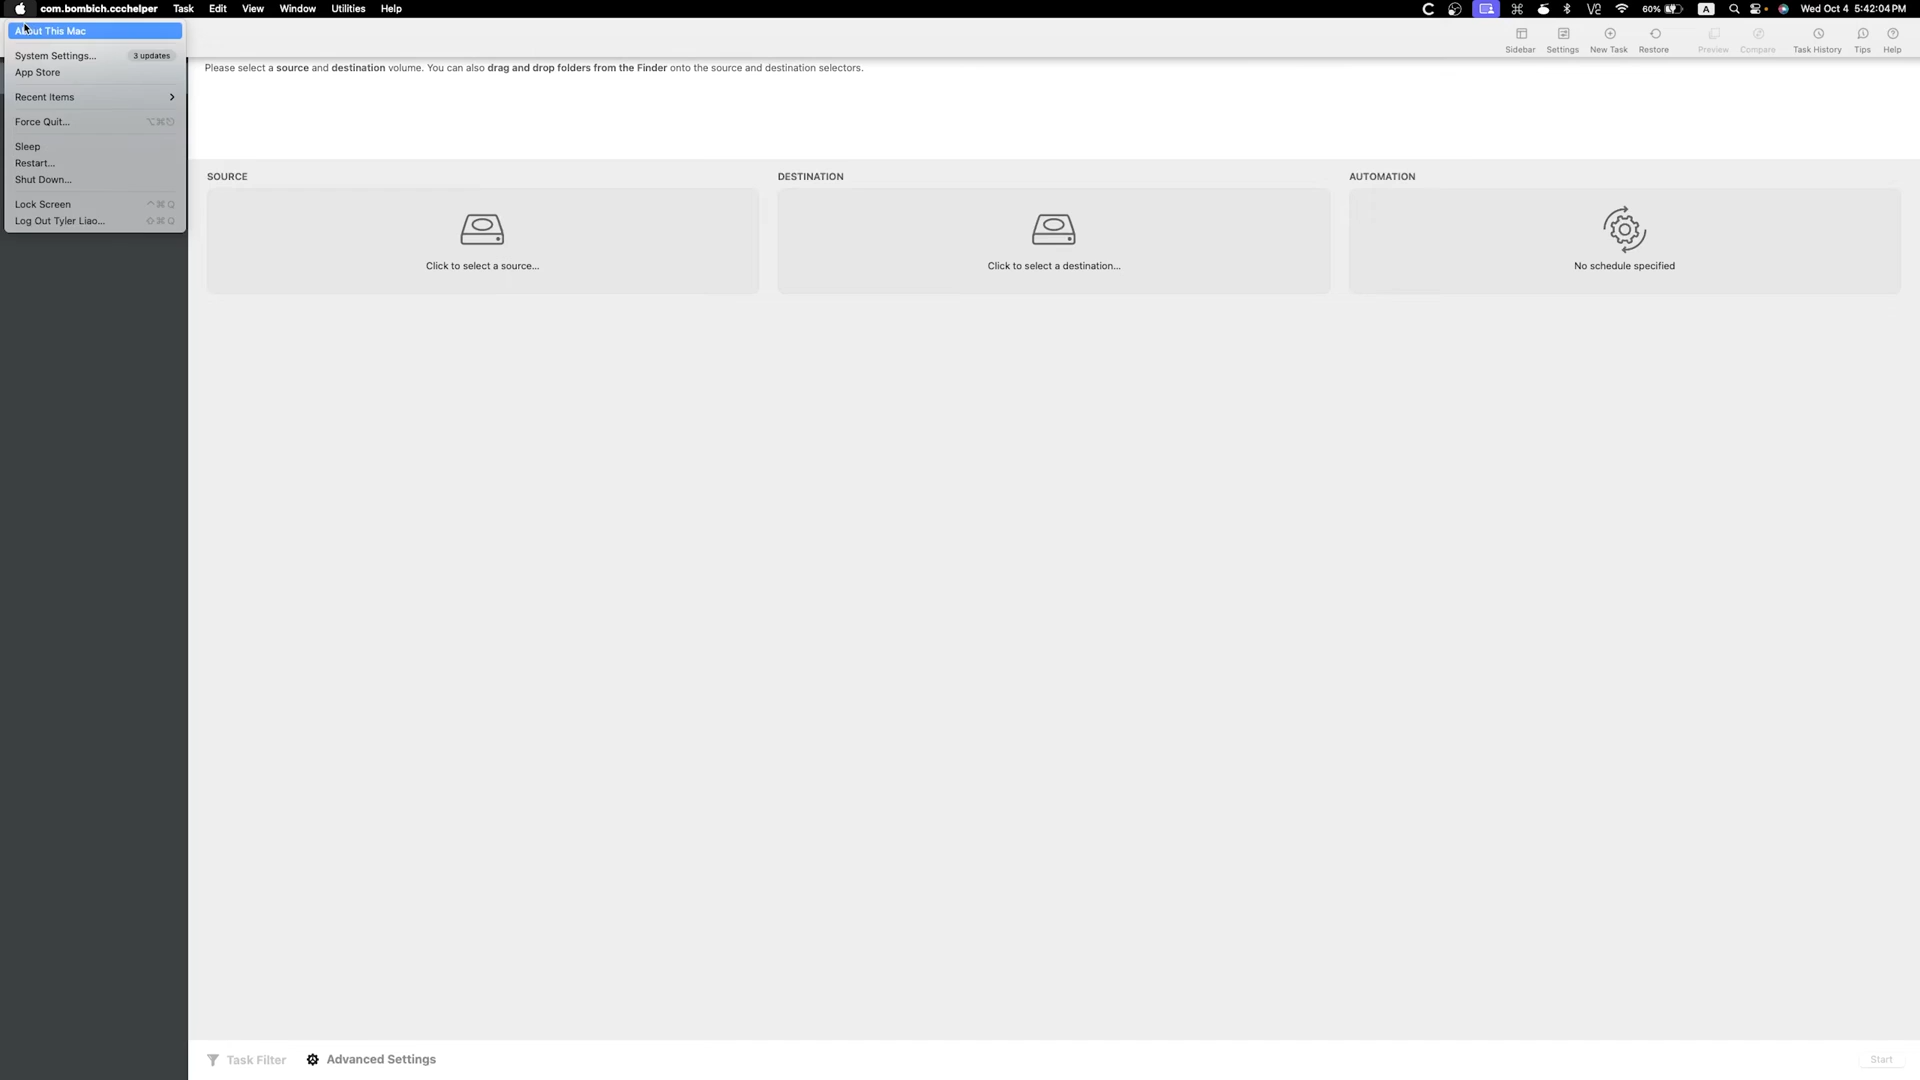 com.bombich.ccchelper Task Edit View Window Utilities Help 60% A Wed Oct 4 5:42:04 PM
About This Mac
System Settings... 3 updates
App Store
Recent Items
Force Quit...
Sleep
Restart...
Shut Down...
Lock Screen
Log Out Tyler Liao...
Sidebar Settings New Task Restore Preview Compare Task History Tips Help
Please select a source and destination volume. You can also drag and drop folders from the Finder onto the source and destination selectors.
SOURCE
Click to select a source...
DESTINATION
Click to select a destination...
AUTOMATION
No schedule specified
Task Filter Advanced Settings Start